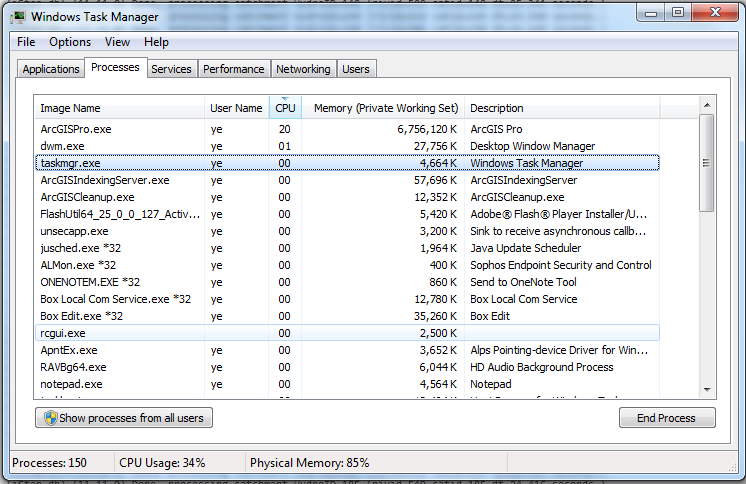 Windows Task Manager
File Options View Help
Applications Processes Services Performance Networking Users
Image Name User Name CPU Memory (Private Working Set) Description
ArcGISPro.exe ye 20 6,756,120 K ArcGIS Pro
dwm.exe ye 01 27,756 K Desktop Window Manager
taskmgr.exe ye 00 4,664 K Windows Task Manager
ArcGISIndexingServer.exe ye 00 57,696 K ArcGISIndexingServer
ArcGISCleanup.exe ye 00 12,352 K ArcGISCleanup.exe
FlashUtil64_25_0_0_127_Activ... ye 00 5,420 K Adobe® Flash® Player Installer/U...
unsecapp.exe ye 00 3,200 K Sink to receive asynchronous callb...
jusched.exe *32 ye 00 1,964 K Java Update Scheduler
ALMon.exe *32 ye 00 400 K Sophos Endpoint Security and Control
ONENOTEM.EXE *32 ye 00 860 K Send to OneNote Tool
Box Local Com Service.exe *32 ye 00 12,780 K Box Local Com Service
Box Edit.exe *32 ye 00 35,260 K Box Edit
rcgui.exe 00 2,500 K
ApntEx.exe ye 00 3,652 K Alps Pointing-device Driver for Win...
RAVBg64.exe ye 00 6,044 K HD Audio Background Process
notepad.exe ye 00 4,564 K Notepad
Show processes from all users End Process
Processes: 150 CPU Usage: 34% Physical Memory: 85%